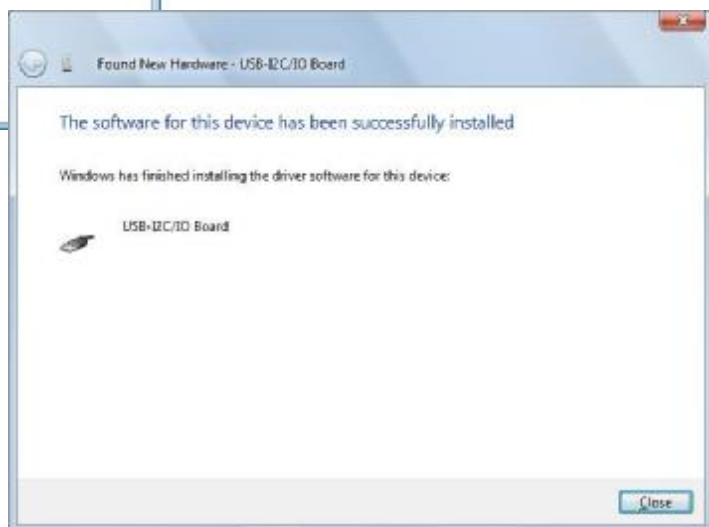 Found New Hardware - USB-I2C/IO Board
The software for this device has been successfully installed
Windows has finished installing the driver software for this device:
USB-I2C/IO Board
Close